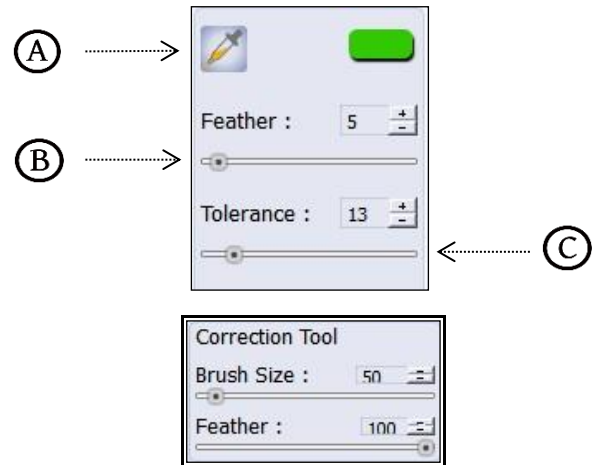 A
Feather : 5 + -
B
Tolerance : 13 + -
C
Correction Tool
Brush Size : 50
Feather : 100